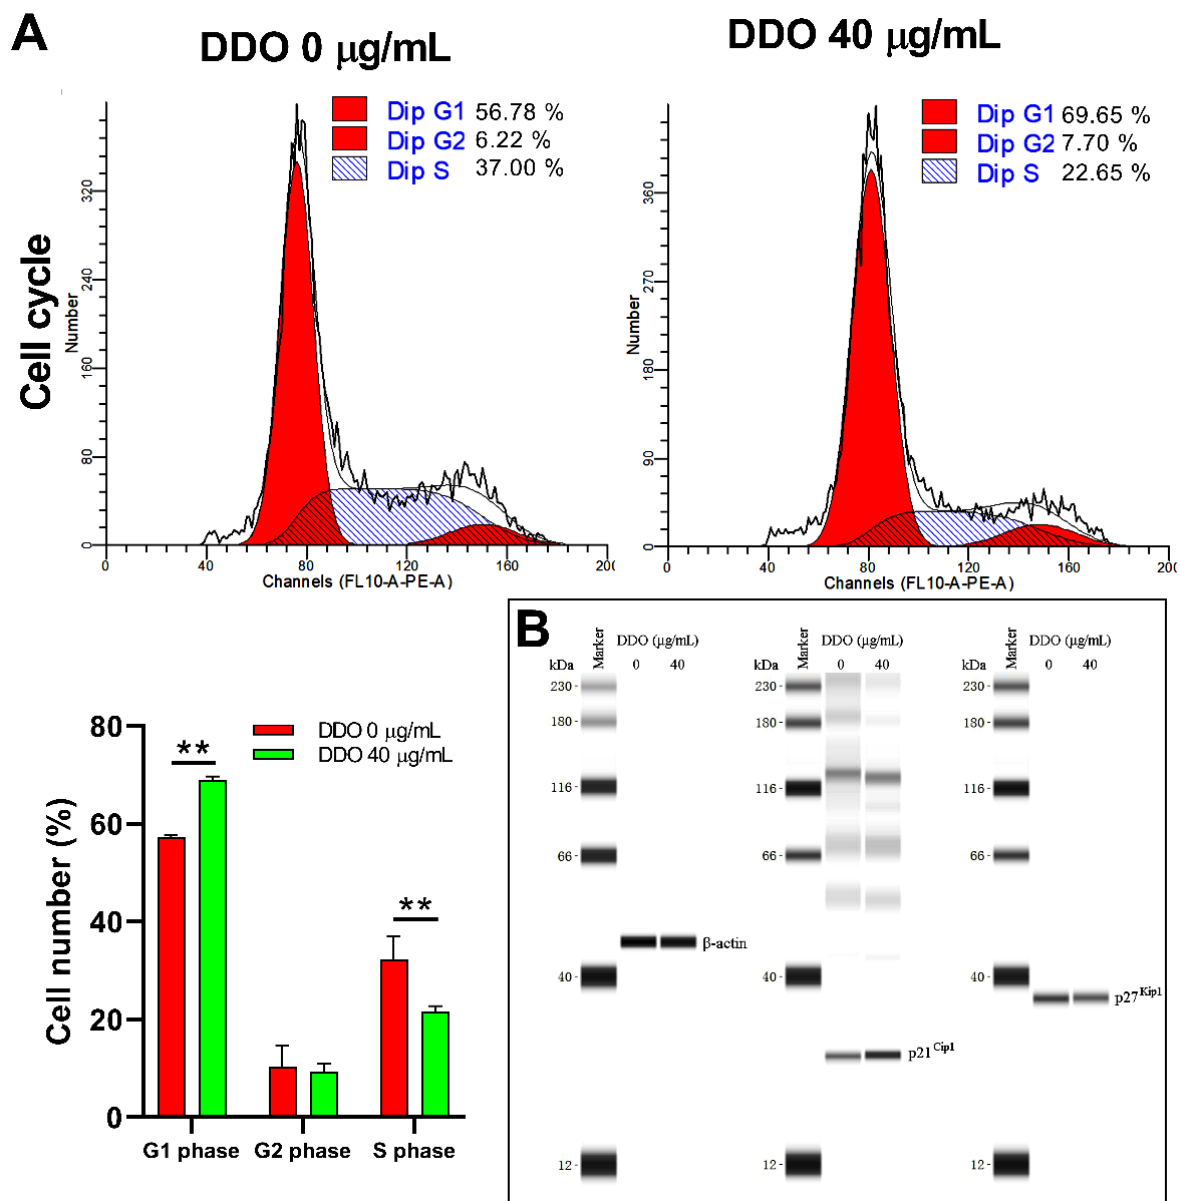 A
DDO 0 μg/mL
DDO 40 μg/mL
Cell cycle
Dip G1 56.78 %
Dip G2 6.22 %
Dip S 37.00 %
Number
320
240
160
80
0
0 40 80 120 160 200
Channels (FL10-A-PE-A)
Dip G1 69.65 %
Dip G2 7.70 %
Dip S 22.65 %
Number
360
270
180
90
0
0 40 80 120 160 200
Channels (FL10-A-PE-A)
DDO 0 μg/mL
DDO 40 μg/mL
Cell number (%)
80
60
40
20
0
**
**
G1 phase G2 phase S phase
B
kDa Marker DDO (μg/mL)
0 40
230
180
116
66
40
12
β-actin
kDa Marker DDO (μg/mL)
0 40
230
180
116
66
40
12
p21Cip1
kDa Marker DDO (μg/mL)
0 40
230
180
116
66
40
12
p27Kip1